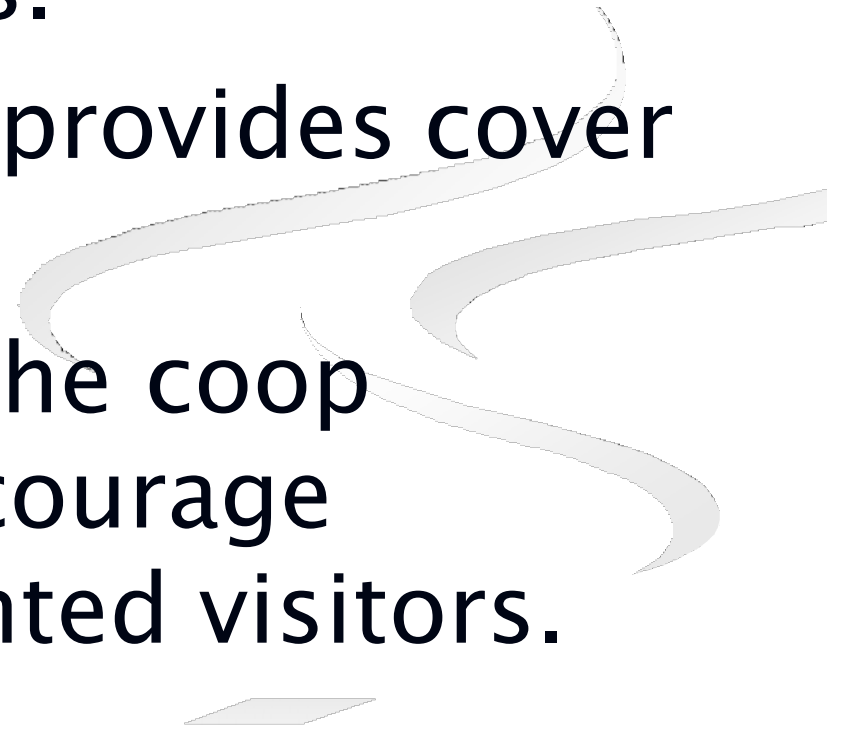 s.
provides cover
he coop
courage
nted visitors.